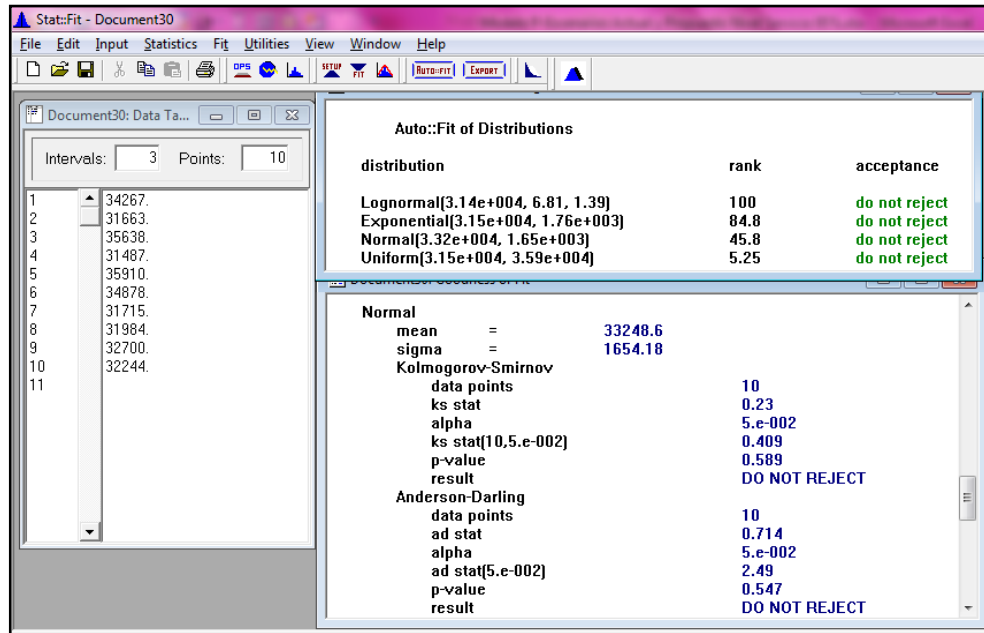 Stat::Fit - Document30
File Edit Input Statistics Fit Utilities View Window Help
OPS SETUP FIT AUTO::FIT EXPORT
Document30: Data Ta...
Intervals: 3 Points: 10
1 34267.
2 31663.
3 35638.
4 31487.
5 35910.
6 34878.
7 31715.
8 31984.
9 32700.
10 32244.
11
Auto::Fit of Distributions
distribution rank acceptance
Lognormal(3.14e+004, 6.81, 1.39) 100 do not reject
Exponential(3.15e+004, 1.76e+003) 84.8 do not reject
Normal(3.32e+004, 1.65e+003) 45.8 do not reject
Uniform(3.15e+004, 3.59e+004) 5.25 do not reject
Normal
mean = 33248.6
sigma = 1654.18
Kolmogorov-Smirnov
data points 10
ks stat 0.23
alpha 5.e-002
ks stat(10,5.e-002) 0.409
p-value 0.589
result DO NOT REJECT
Anderson-Darling
data points 10
ad stat 0.714
alpha 5.e-002
ad stat(5.e-002) 2.49
p-value 0.547
result DO NOT REJECT